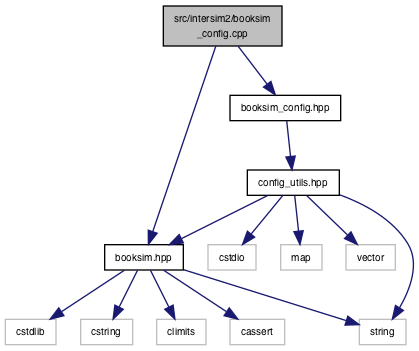 src/intersim2/booksim
_config.cpp
booksim_config.hpp
config_utils.hpp
booksim.hpp
cstdio
map
vector
cstdlib
cstring
climits
cassert
string